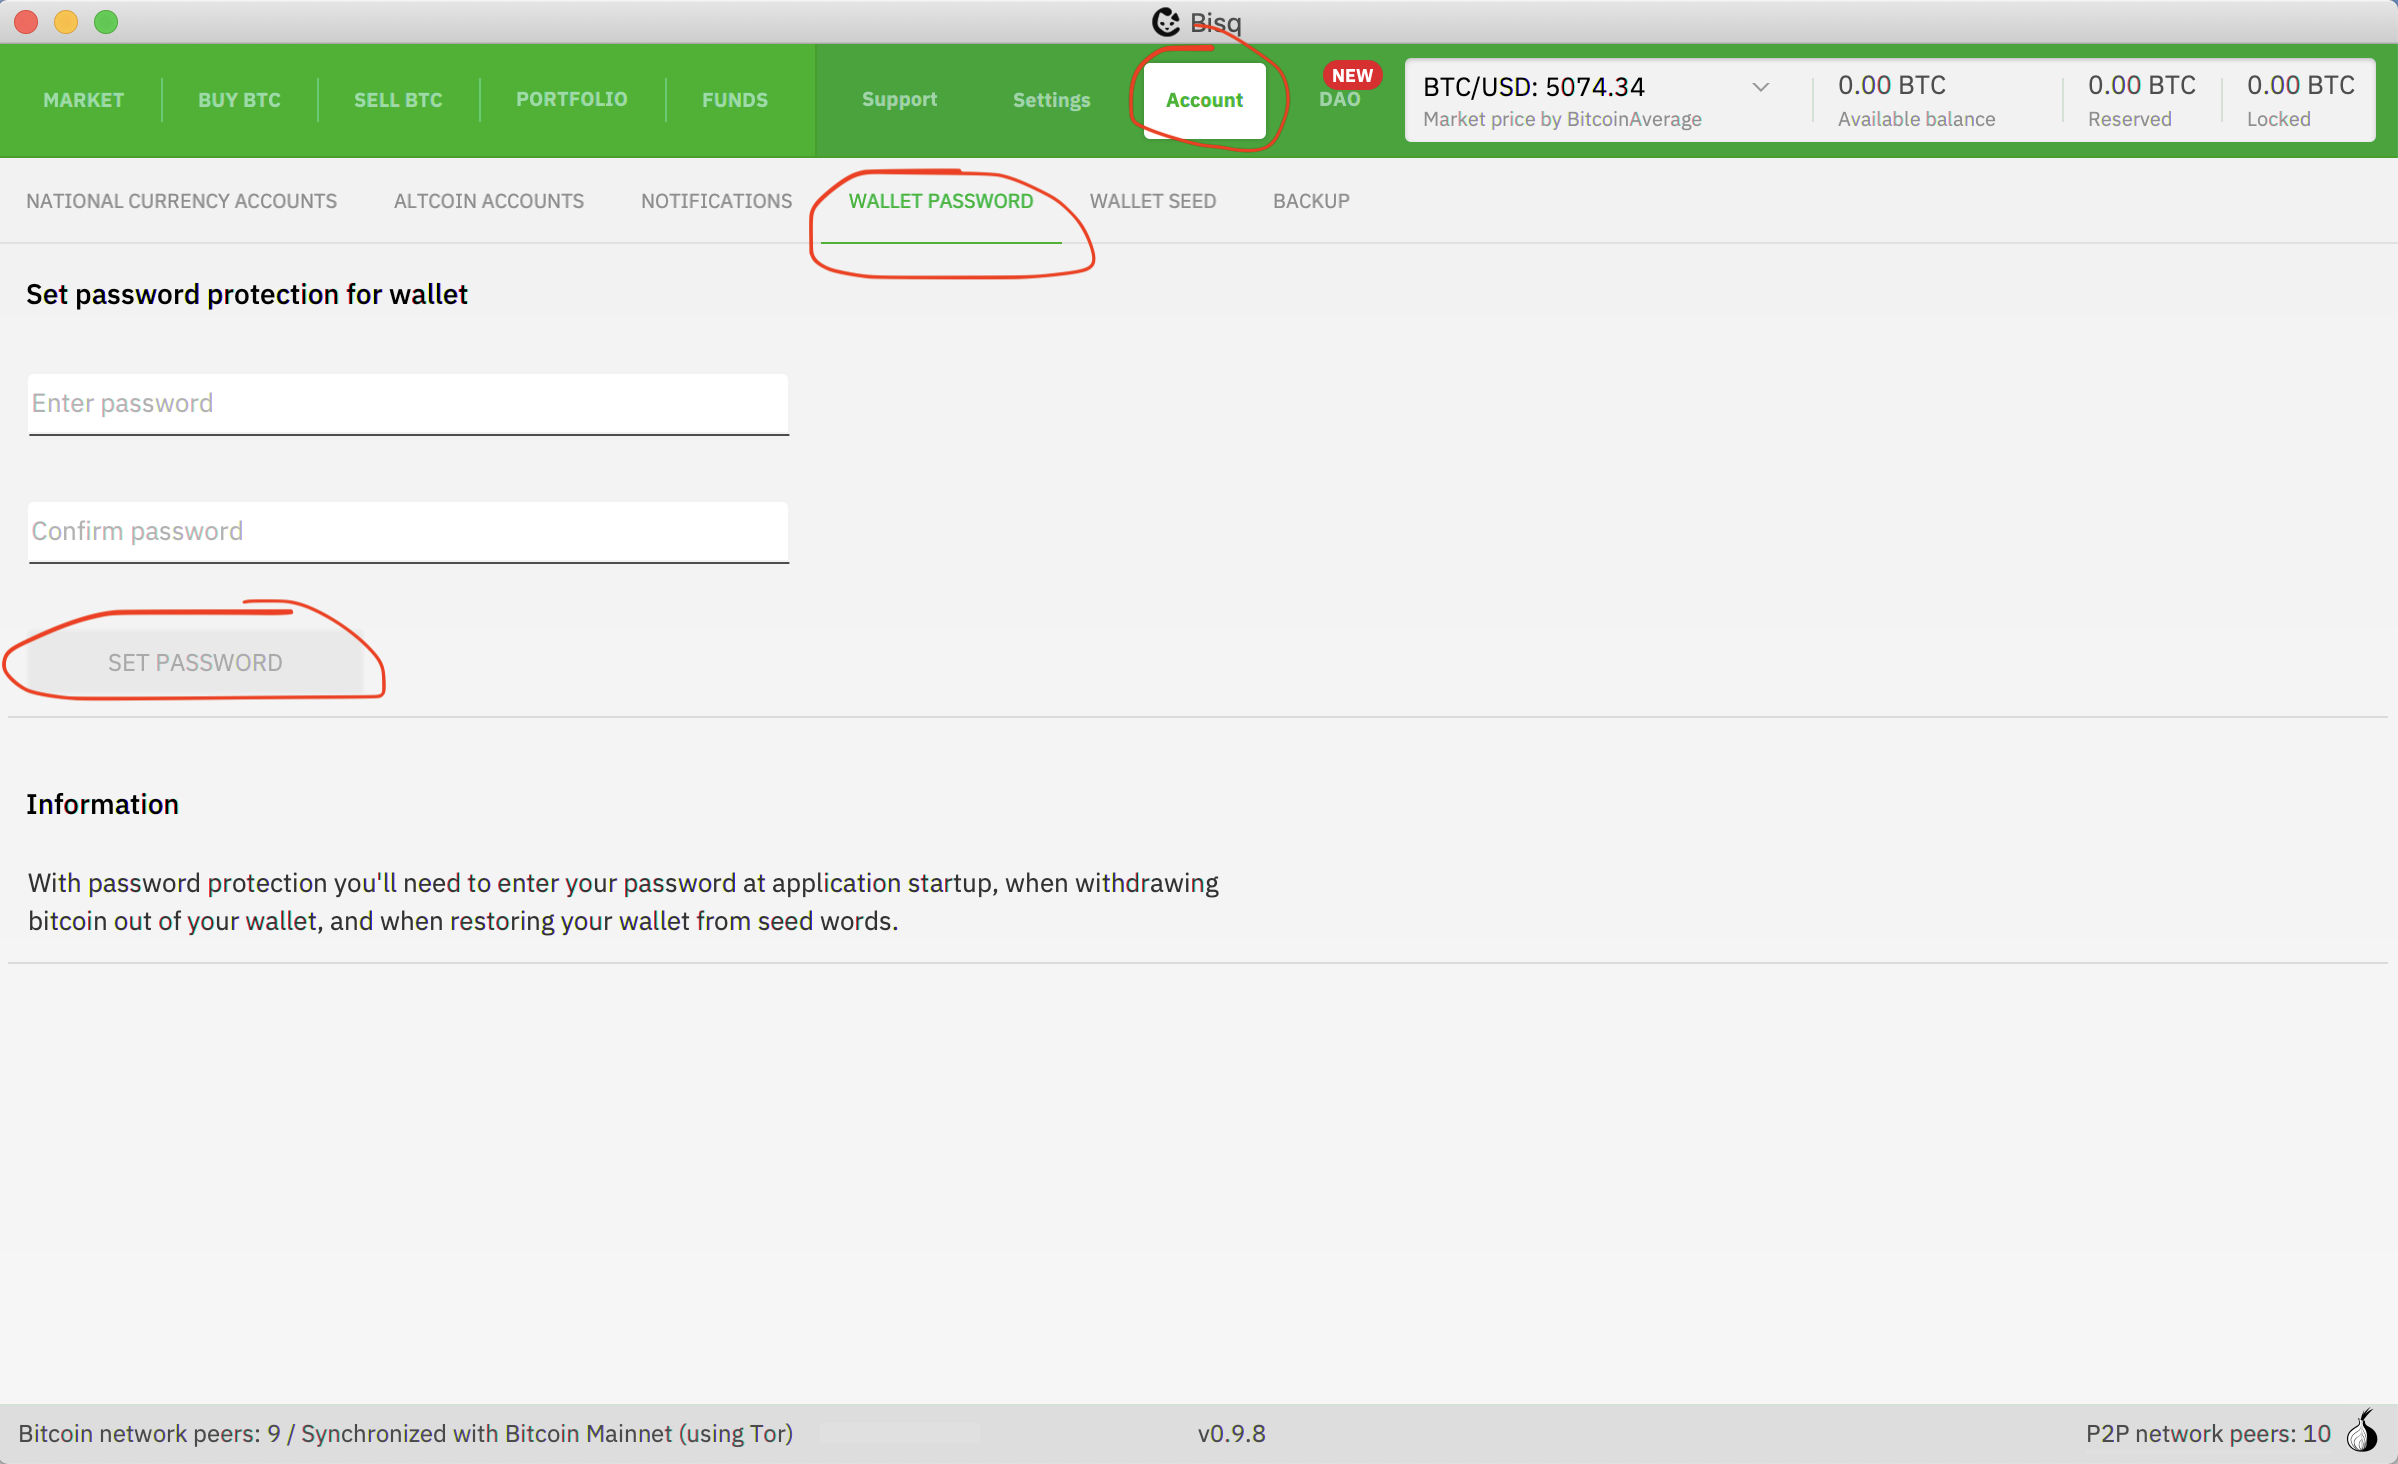 Bisq
MARKET
BUY BTC
SELL BTC
PORTFOLIO
FUNDS
Support
Settings
Account
NEW
DAO
BTC/USD: 5074.34
Market price by BitcoinAverage
0.00 BTC
Available balance
0.00 BTC
Reserved
0.00 BTC
Locked
NATIONAL CURRENCY ACCOUNTS
ALTCOIN ACCOUNTS
NOTIFICATIONS
WALLET PASSWORD
WALLET SEED
BACKUP
Set password protection for wallet
Enter password
Confirm password
SET PASSWORD
Information
With password protection you'll need to enter your password at application startup, when withdrawing
bitcoin out of your wallet, and when restoring your wallet from seed words.
Bitcoin network peers: 9 / Synchronized with Bitcoin Mainnet (using Tor)
v0.9.8
P2P network peers: 10